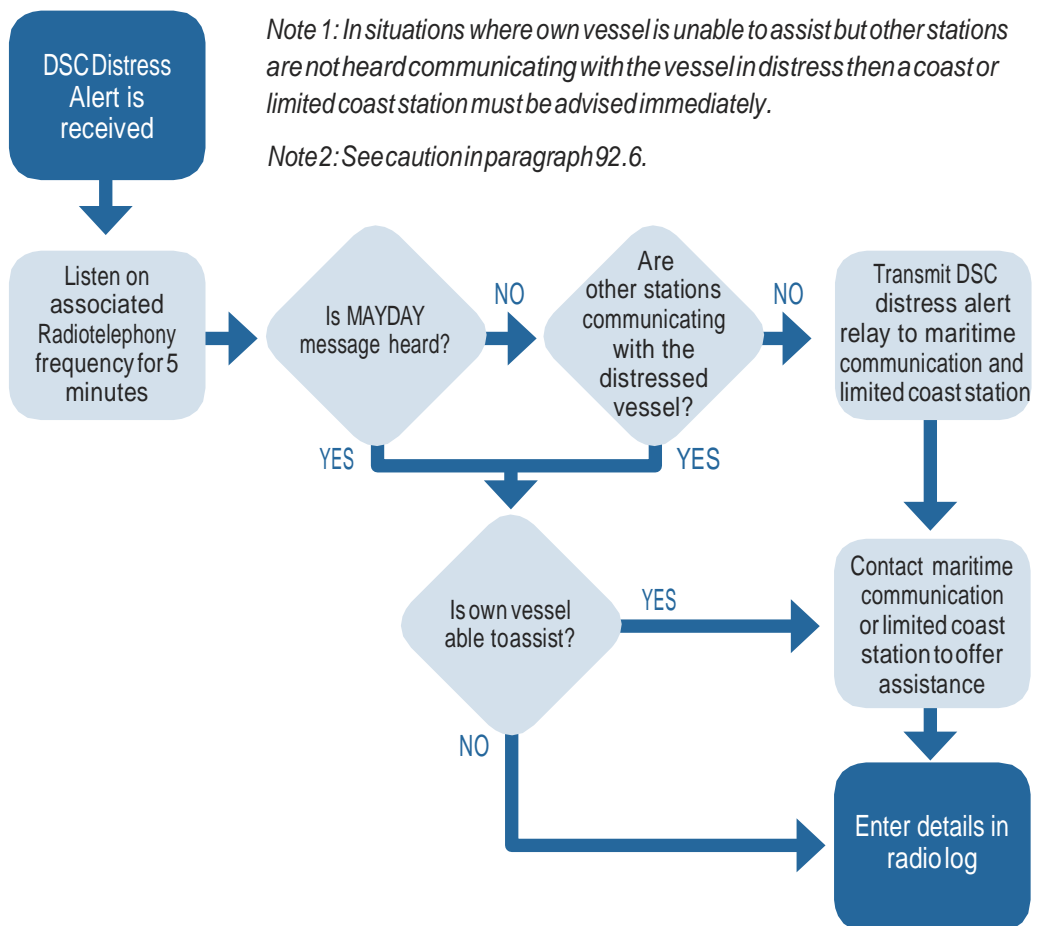 DSC Distress
Alert is
received
Note 1: In situations where own vessel is unable to assist but other stations
are not heard communicating with the vessel in distress then a coast or
limited coast station must be advised immediately.
Note 2: See caution in paragraph 92.6.
Listen on
associated
Radiotelephony
frequency for 5
minutes
Is MAYDAY
message heard?
NO
Are
other stations
communicating
with the
distressed
vessel?
NO
Transmit DSC
distress alert
relay to maritime
communication and
limited coast station
YES
YES
Is own vessel
able to assist?
YES
Contact maritime
communication
or limited coast
station to offer
assistance
NO
Enter details in
radio log